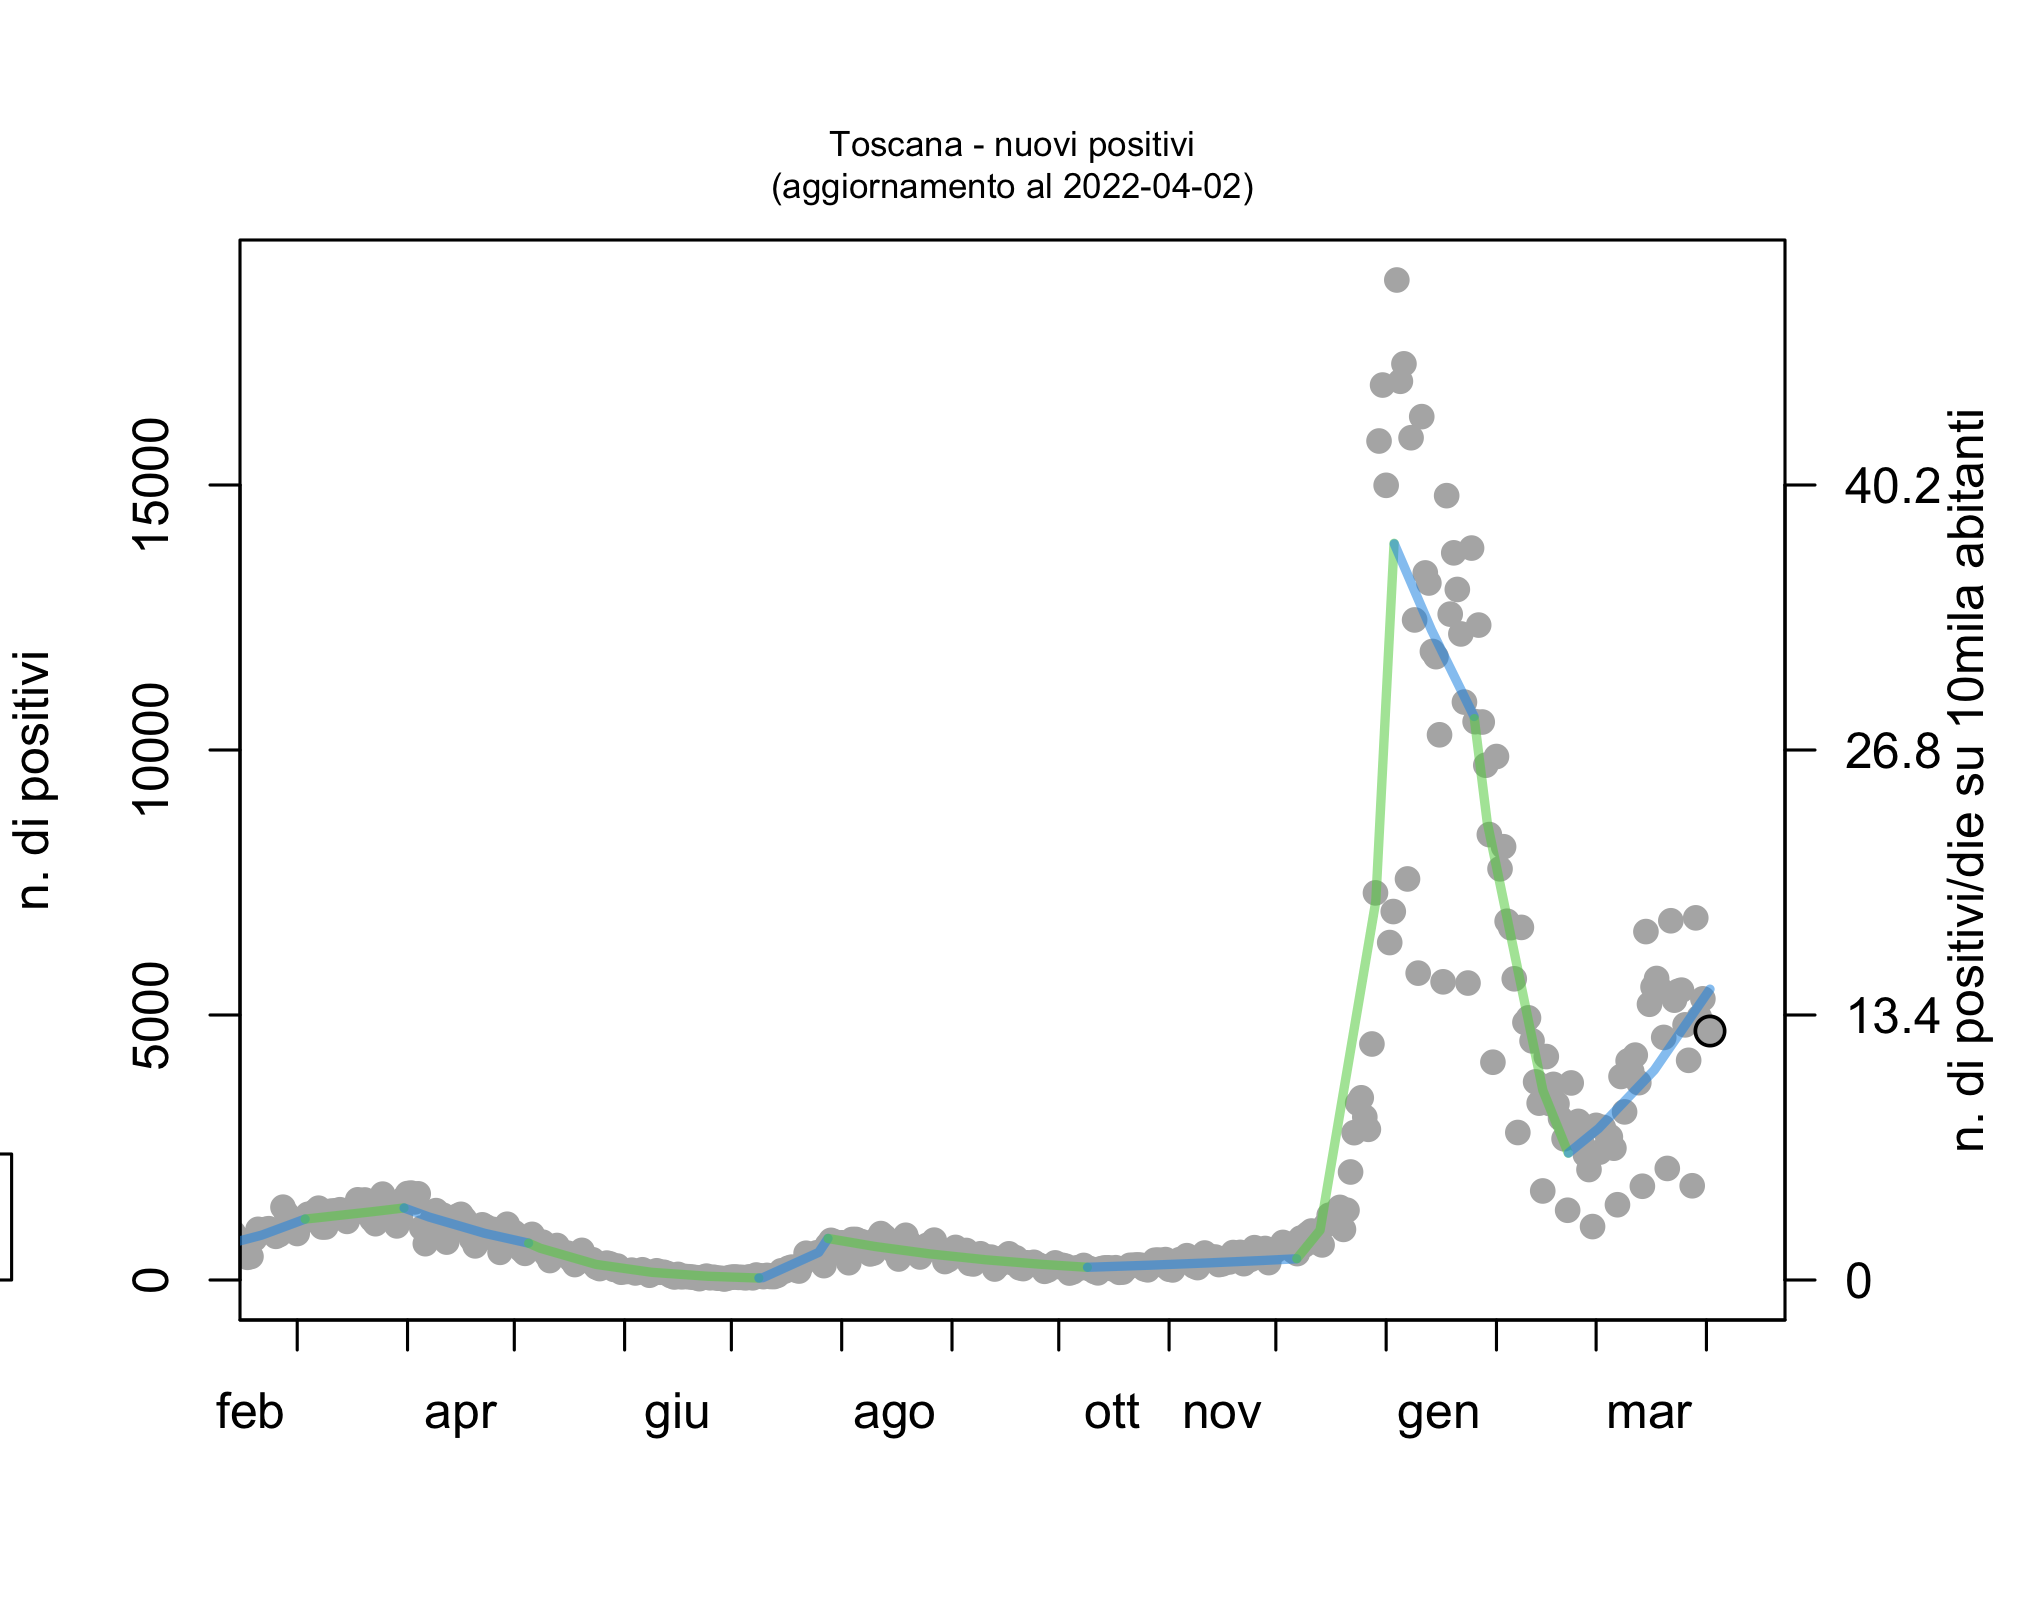 Toscana - nuovi positivi
(aggiornamento al 2022-04-02)
n. di positivi
15000
10000
5000
0
40.2
26.8
13.4
0
n. di positivi/die su 10mila abitanti
feb apr giu ago ott nov gen mar